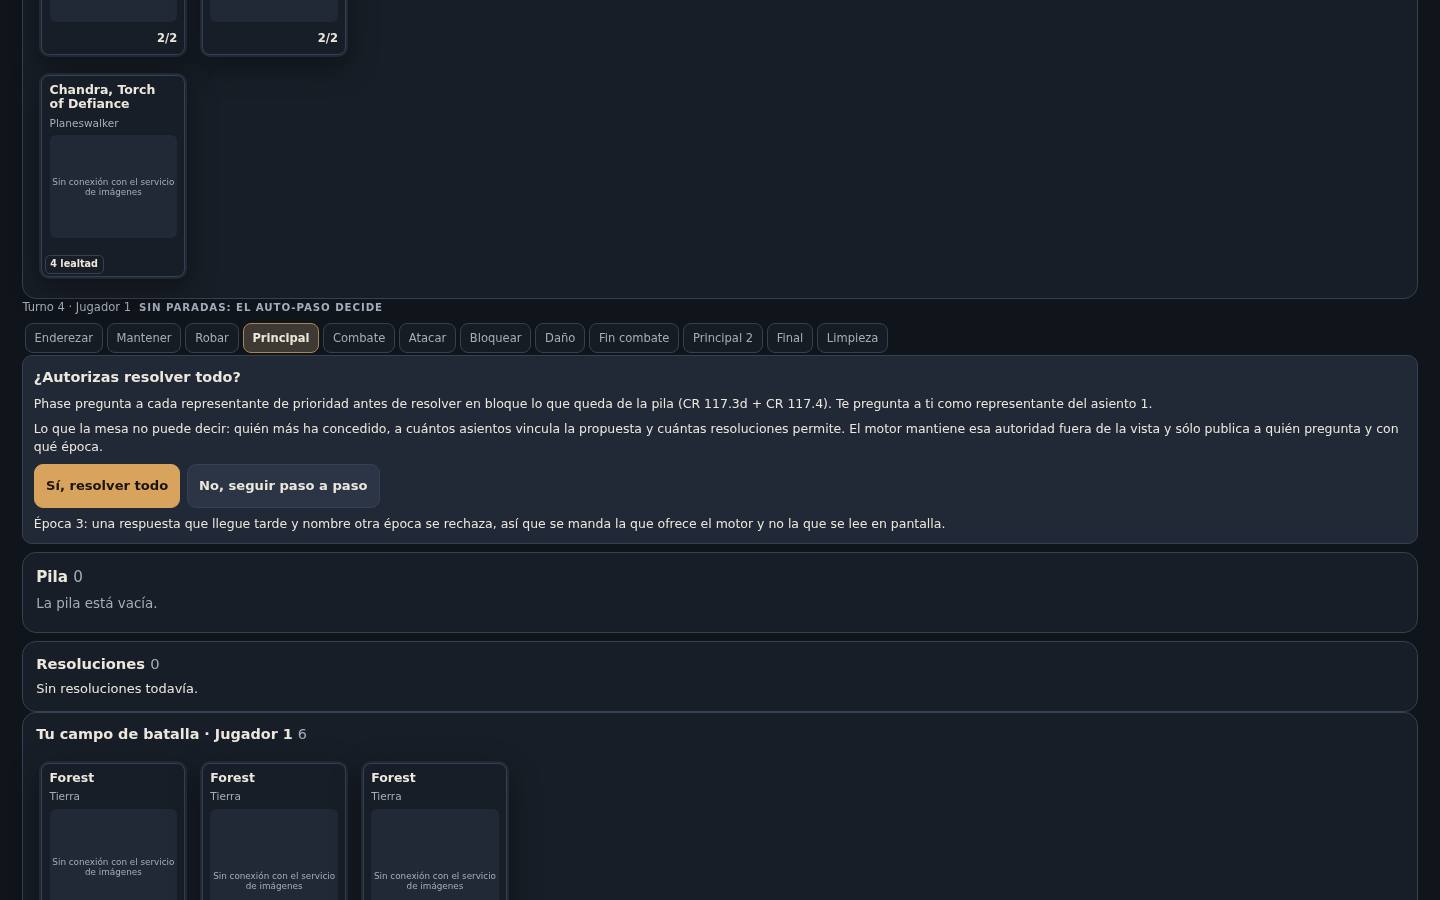 2/2
2/2
Chandra, Torch
of Defiance
Planeswalker
Sin conexión con el servicio
de imágenes
4 lealtad
Turno 4 · Jugador 1 SIN PARADAS: EL AUTO-PASO DECIDE
Enderezar Mantener Robar Principal Combate Atacar Bloquear Daño Fin combate Principal 2 Final Limpieza
¿Autorizas resolver todo?
Phase pregunta a cada representante de prioridad antes de resolver en bloque lo que queda de la pila (CR 117.3d + CR 117.4). Te pregunta a ti como representante del asiento 1.
Lo que la mesa no puede decir: quién más ha concedido, a cuántos asientos vincula la propuesta y cuántas resoluciones permite. El motor mantiene esa autoridad fuera de la vista y sólo publica a quién pregunta y con
qué época.
Sí, resolver todo No, seguir paso a paso
Época 3: una respuesta que llegue tarde y nombre otra época se rechaza, así que se manda la que ofrece el motor y no la que se lee en pantalla.
Pila 0
La pila está vacía.
Resoluciones 0
Sin resoluciones todavía.
Tu campo de batalla · Jugador 1 6
Forest
Tierra
Sin conexión con el servicio
de imágenes
Forest
Tierra
Sin conexión con el servicio
de imágenes
Forest
Tierra
Sin conexión con el servicio
de imágenes